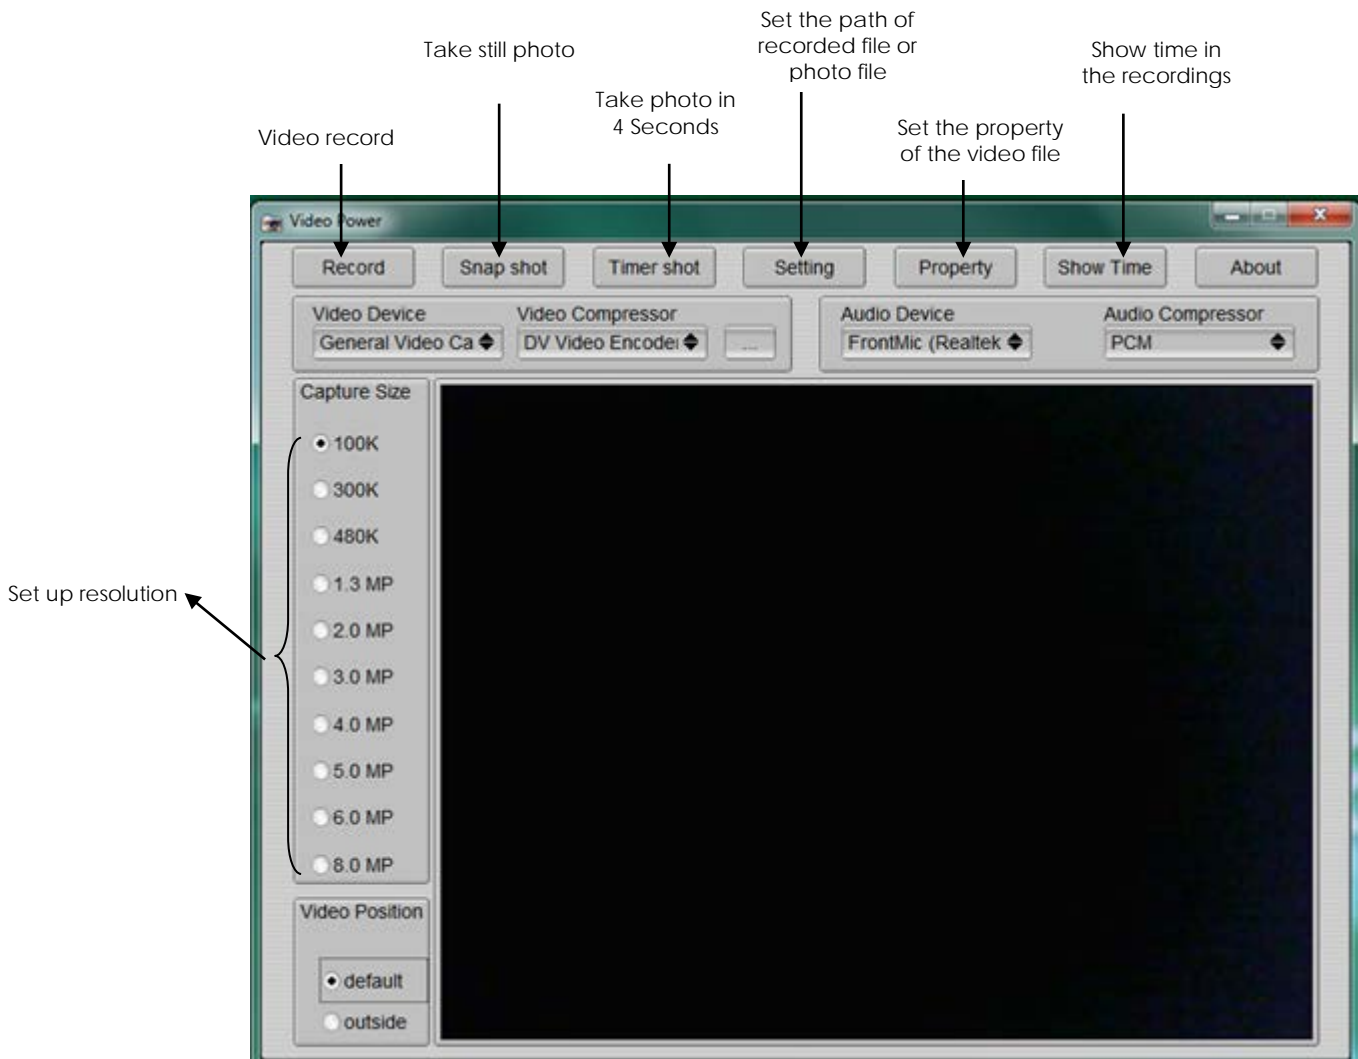 Set the path of
recorded file or
photo file
Take still photo
Show time in
the recordings
Take photo in
4 Seconds
Video record
Set the property
of the video file
Video Power
Record
Snap shot
Timer shot
Setting
Property
Show Time
About
Video Device
Video Compressor
Audio Device
Audio Compressor
General Video Ca
DV Video Encoder
...
FrontMic (Realtek
PCM
Capture Size
100K
300K
480K
1.3 MP
Set up resolution
2.0 MP
3.0 MP
4.0 MP
5.0 MP
6.0 MP
8.0 MP
Video Position
default
outside